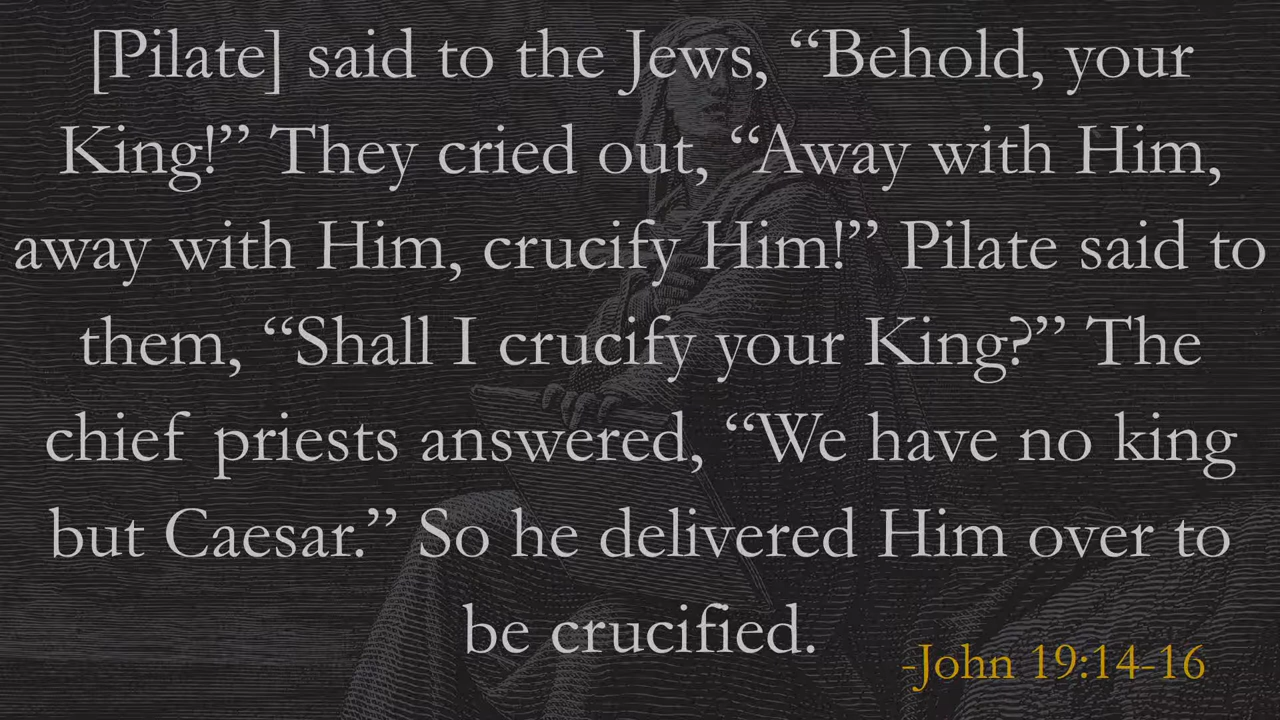 [Pilate] said to the Jews, “Behold, your
King!” They cried out, “Away with Him,
away with Him, crucify Him!” Pilate said to
them, “Shall I crucify your King?” The
chief priests answered, “We have no king
but Caesar.” So he delivered Him over to
be crucified.
-John 19:14-16